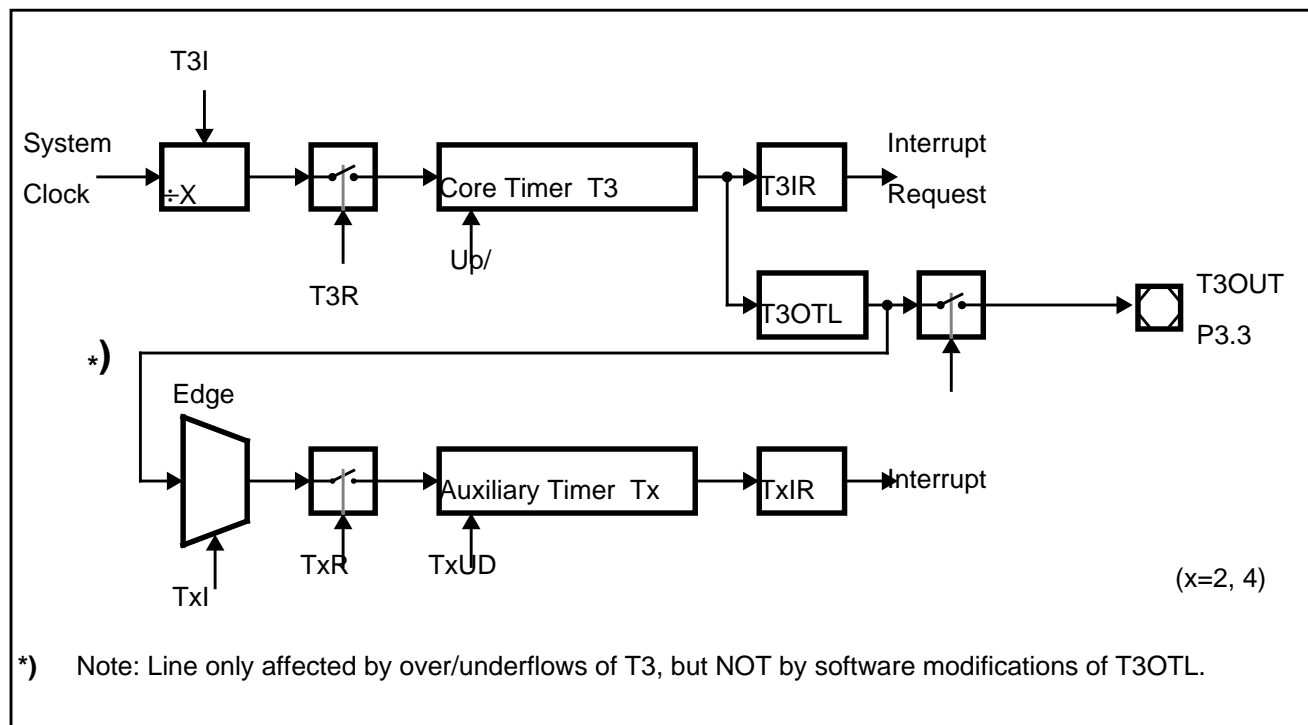 T3I
System
Clock
÷X
T3R
Core Timer T3
Up/
T3IR
Interrupt
Request
T3OTL
T3OUT
P3.3
*)
Edge
TxI
TxR
Auxiliary Timer Tx
TxUD
TxIR
Interrupt
(x=2, 4)
*) Note: Line only affected by over/underflows of T3, but NOT by software modifications of T3OTL.